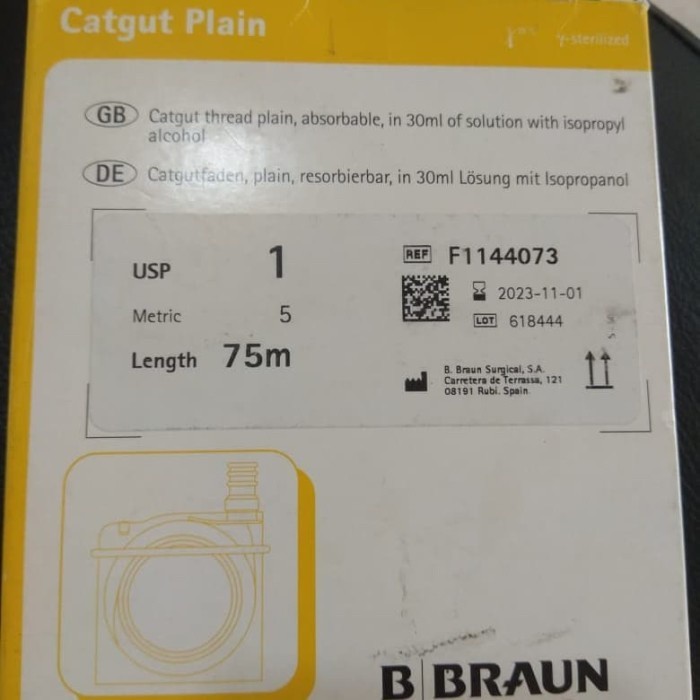 Catgut Plain
γ-sterilized
GB Catgut thread plain, absorbable, in 30ml of solution with isopropyl
alcohol
DE Catgutfäden, plain, resorbierbar, in 30ml Lösung mit Isopropanol
USP 1
Metric 5
Length 75m
REF F1144073
2023-11-01
LOT 618444
B. Braun Surgical, S.A.
Carretera de Terrassa, 121
08191 Rubi. Spain
B|BRAUN